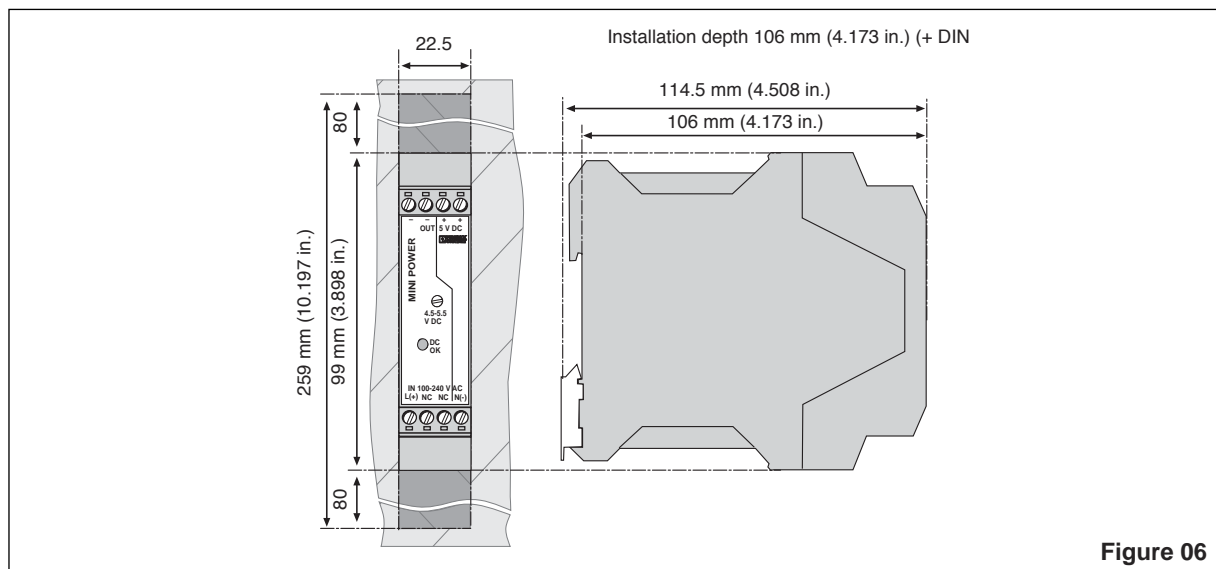 22.5
Installation depth 106 mm (4.173 in.) (+ DIN
114.5 mm (4.508 in.)
106 mm (4.173 in.)
80
259 mm (10.197 in.)
99 mm (3.898 in.)
80
– – + +
OUT 5 V DC
MINI POWER
4.5-5.5
V DC
DC
OK
IN 100-240 V AC
L(+) NC NC N(-)
Figure 06